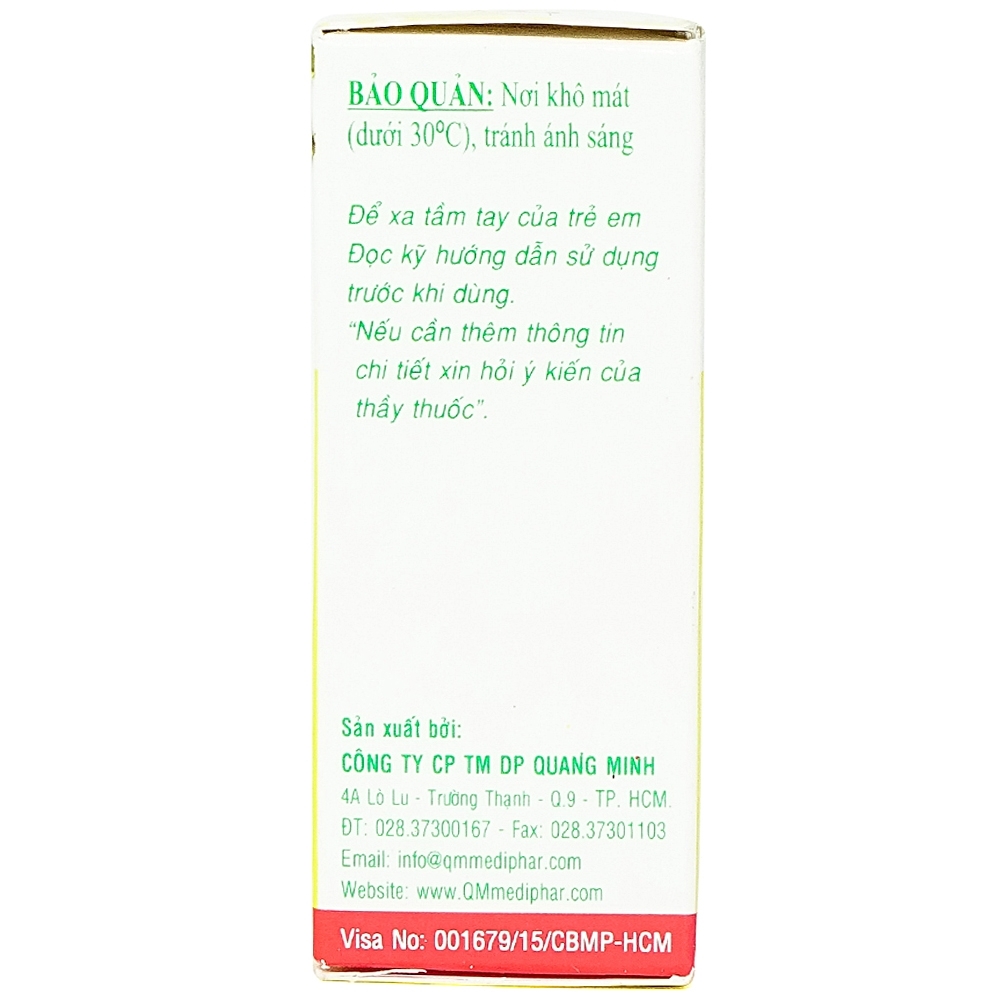 BẢO QUẢN: Nơi khô mát
(dưới 30⁰C), tránh ánh sáng
Để xa tầm tay của trẻ em
Đọc kỹ hướng dẫn sử dụng
trước khi dùng.
“Nếu cần thêm thông tin
chi tiết xin hỏi ý kiến của
thầy thuốc”.
Sản xuất bởi:
CÔNG TY CP TM DP QUANG MINH
4A Lò Lu - Trường Thạnh - Q.9 - TP. HCM.
ĐT: 028.37300167 - Fax: 028.37301103
Email: info@qmmediphar.com
Website: www.QMmediphar.com
Visa No: 001679/15/CBMP-HCM